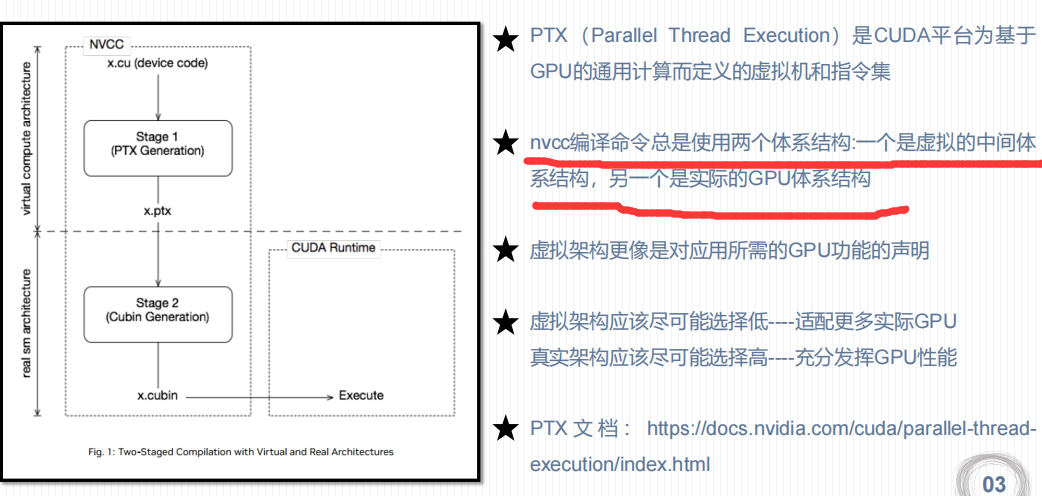 NVCC
x.cu (device code)
virtual compute architecture
Stage 1
(PTX Generation)
x.ptx
CUDA Runtime
real sm architecture
Stage 2
(Cubin Generation)
x.cubin
Execute
Fig. 1: Two-Staged Compilation with Virtual and Real Architectures
PTX（Parallel Thread Execution）是CUDA平台为基于
GPU的通用计算而定义的虚拟机和指令集
nvcc编译命令总是使用两个体系结构:一个是虚拟的中间体
系结构，另一个是实际的GPU体系结构
虚拟架构更像是对应用所需的GPU功能的声明
虚拟架构应该尽可能选择低----适配更多实际GPU
真实架构应该尽可能选择高----充分发挥GPU性能
PTX文档：https://docs.nvidia.com/cuda/parallel-thread-
execution/index.html
03